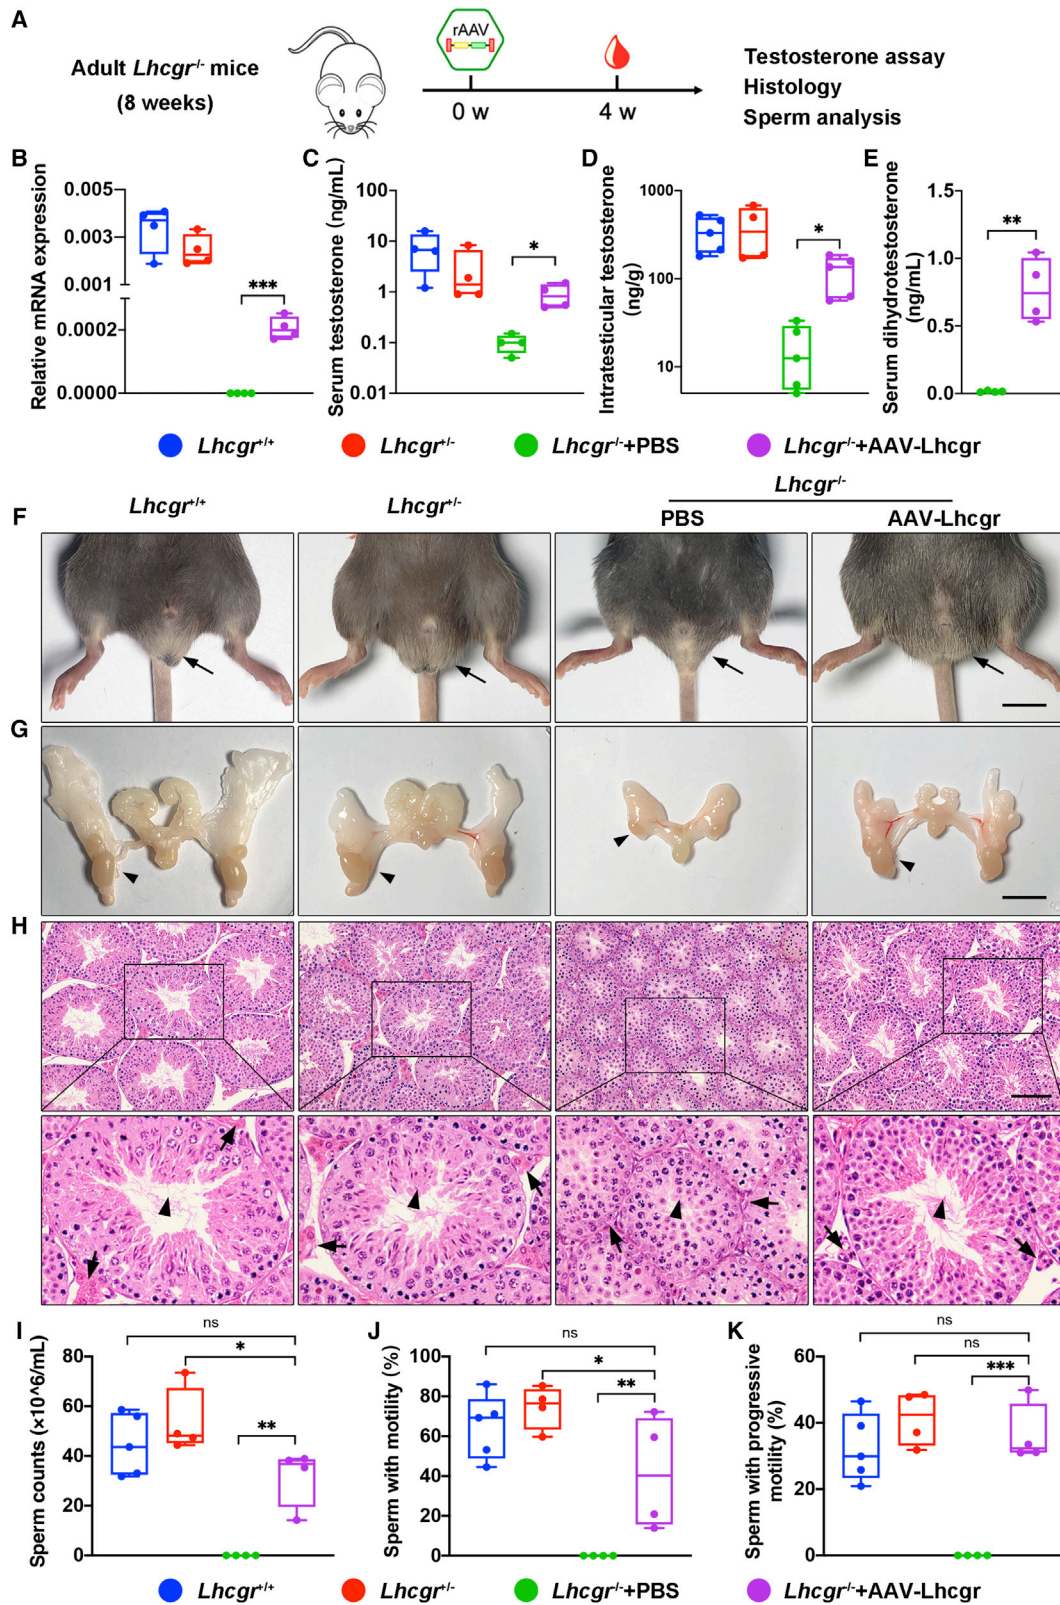 A
Adult Lhcgr-/- mice
(8 weeks)
rAAV
0 w
4 w
Testosterone assay
Histology
Sperm analysis
B
Relative mRNA expression
0.005
0.003
0.001
0.0002
0.0000
***
C
Serum testosterone (ng/mL)
100
10
1
0.1
0.01
*
D
Intratesticular testosterone
(ng/g)
1000
100
10
*
E
Serum dihydrotestosterone
(ng/mL)
1.5
1.0
0.5
0.0
**
Lhcgr+/+
Lhcgr+/-
Lhcgr-/-+PBS
Lhcgr-/-+AAV-Lhcgr
Lhcgr+/+
Lhcgr+/-
Lhcgr-/-
PBS
AAV-Lhcgr
F
G
H
I
Sperm counts (×10^6/mL)
80
60
40
20
0
ns
*
**
J
Sperm with motility (%)
100
80
60
40
20
0
ns
*
**
K
Sperm with progressive
motility (%)
60
40
20
0
ns
ns
***
Lhcgr+/+
Lhcgr+/-
Lhcgr-/-+PBS
Lhcgr-/-+AAV-Lhcgr